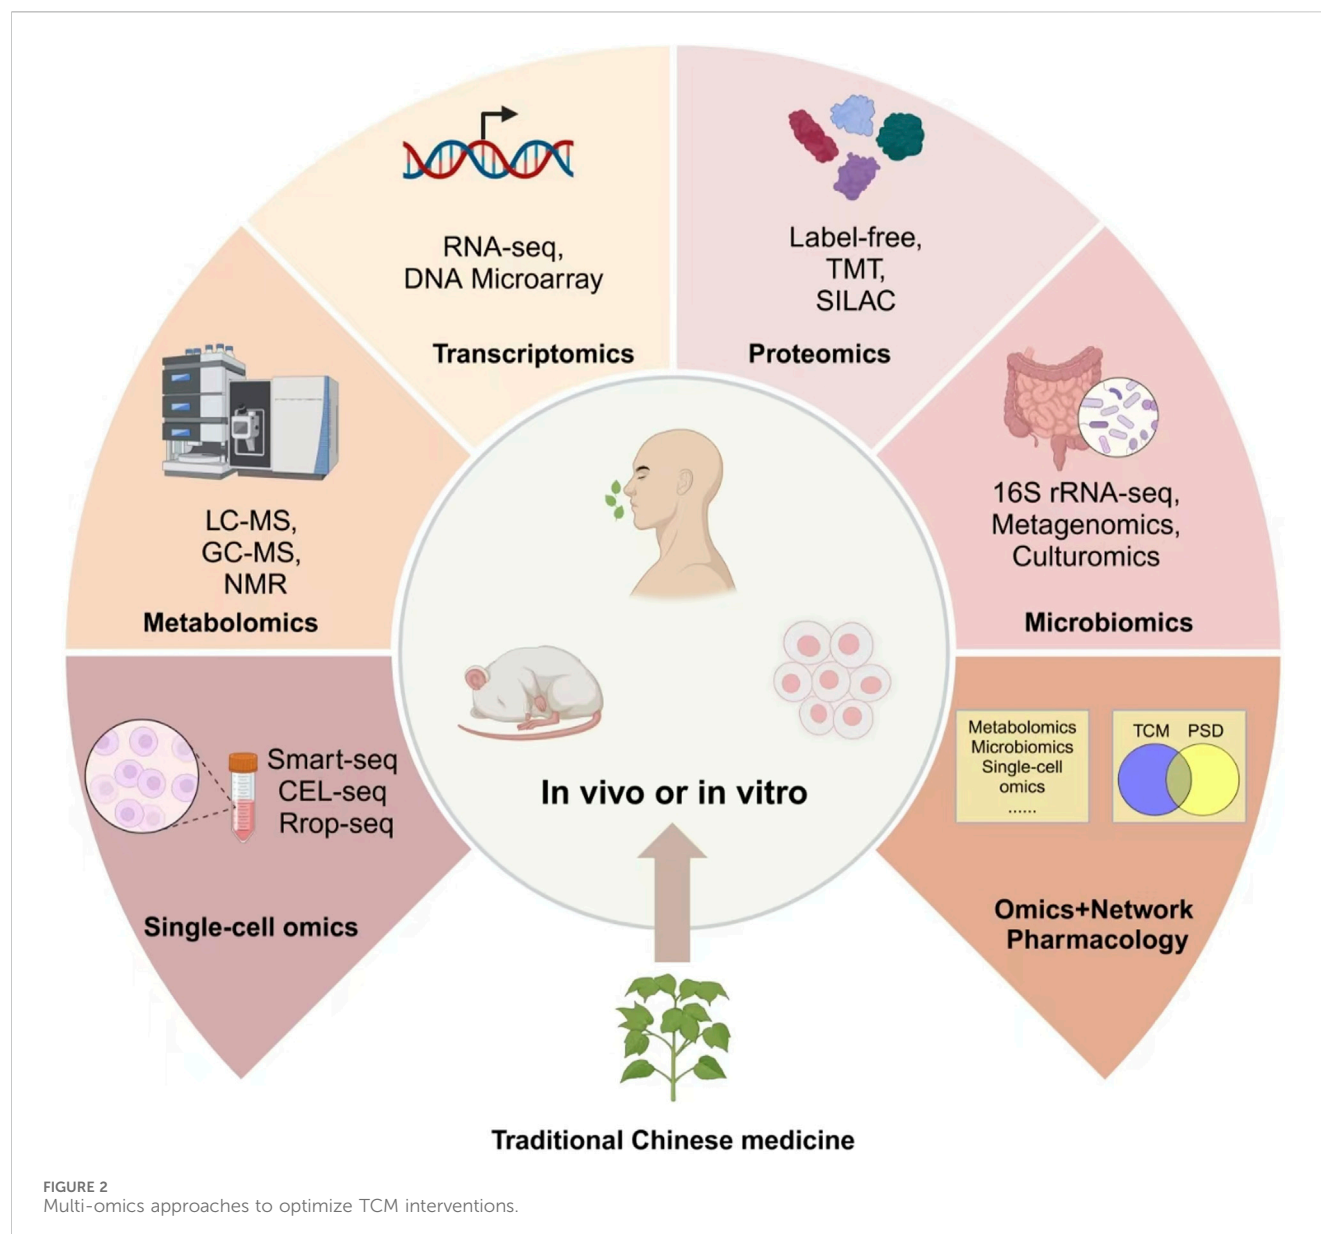 RNA-seq,
DNA Microarray
Transcriptomics
Label-free,
TMT,
SILAC
Proteomics
LC-MS,
GC-MS,
NMR
Metabolomics
16S rRNA-seq,
Metagenomics,
Culturomics
Microbiomics
Smart-seq
CEL-seq
Rrop-seq
Single-cell omics
In vivo or in vitro
Metabolomics
Microbiomics
Single-cell
omics
......
TCM PSD
Omics+Network
Pharmacology
Traditional Chinese medicine
FIGURE 2
Multi-omics approaches to optimize TCM interventions.